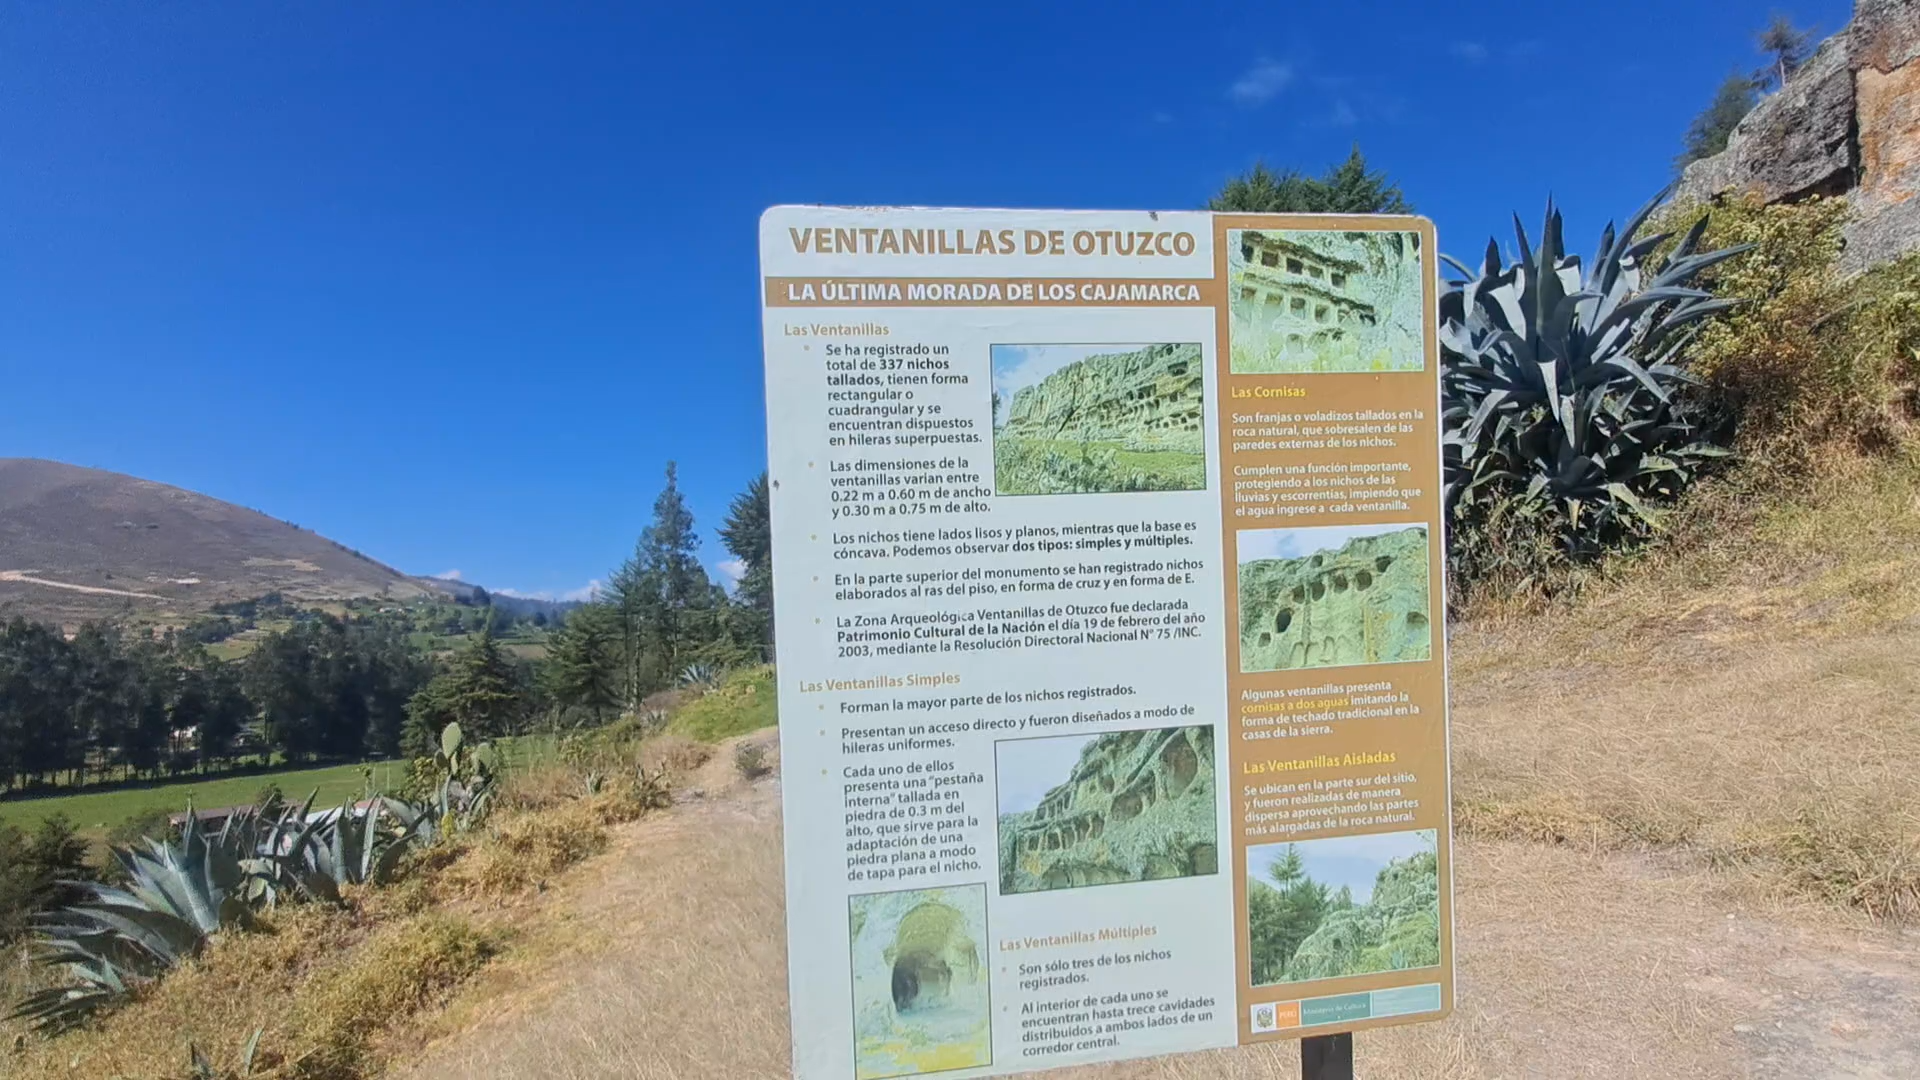 VENTANILLAS DE OTUZCO
LA ÚLTIMA MORADA DE LOS CAJAMARCA
Las Ventanillas
Se ha registrado un
total de 337 nichos
tallados, tienen forma
rectangular o
cuadrangular y se
encuentran dispuestos
en hileras superpuestas.
Las dimensiones de la
ventanillas varian entre
0.22 m a 0.60 m de ancho
y 0.30 m a 0.75 m de alto.
Los nichos tiene lados lisos y planos, mientras que la base es
cóncava. Podemos observar dos tipos: simples y múltiples.
En la parte superior del monumento se han registrado nichos
elaborados al ras del piso, en forma de cruz y en forma de E.
La Zona Arqueológica Ventanillas de Otuzco fue declarada
Patrimonio Cultural de la Nación el día 19 de febrero del año
2003, mediante la Resolución Directoral Nacional N° 75 /INC.
Las Ventanillas Simples
Forman la mayor parte de los nichos registrados.
Presentan un acceso directo y fueron diseñados a modo de
hileras uniformes.
Cada uno de ellos
presenta una "pestaña
interna" tallada en
piedra de 0.3 m del
alto, que sirve para la
adaptación de una
piedra plana a modo
de tapa para el nicho.
Las Ventanillas Múltiples
Son sólo tres de los nichos
registrados.
Al interior de cada uno se
encuentran hasta trece cavidades
distribuidos a ambos lados de un
corredor central.
Las Cornisas
Son franjas o voladizos tallados en la
roca natural, que sobresalen de las
paredes externas de los nichos.
Cumplen una función importante,
protegiendo a los nichos de las
lluvias y escorrentías, impiendo que
el agua ingrese a cada ventanilla.
Algunas ventanillas presenta
cornisas a dos aguas imitando la
forma de techado tradicional en la
casas de la sierra.
Las Ventanillas Aisladas
Se ubican en la parte sur del sitio,
y fueron realizadas de manera
dispersa aprovechando las partes
más alargadas de la roca natural.
PERÚ Ministerio de Cultura